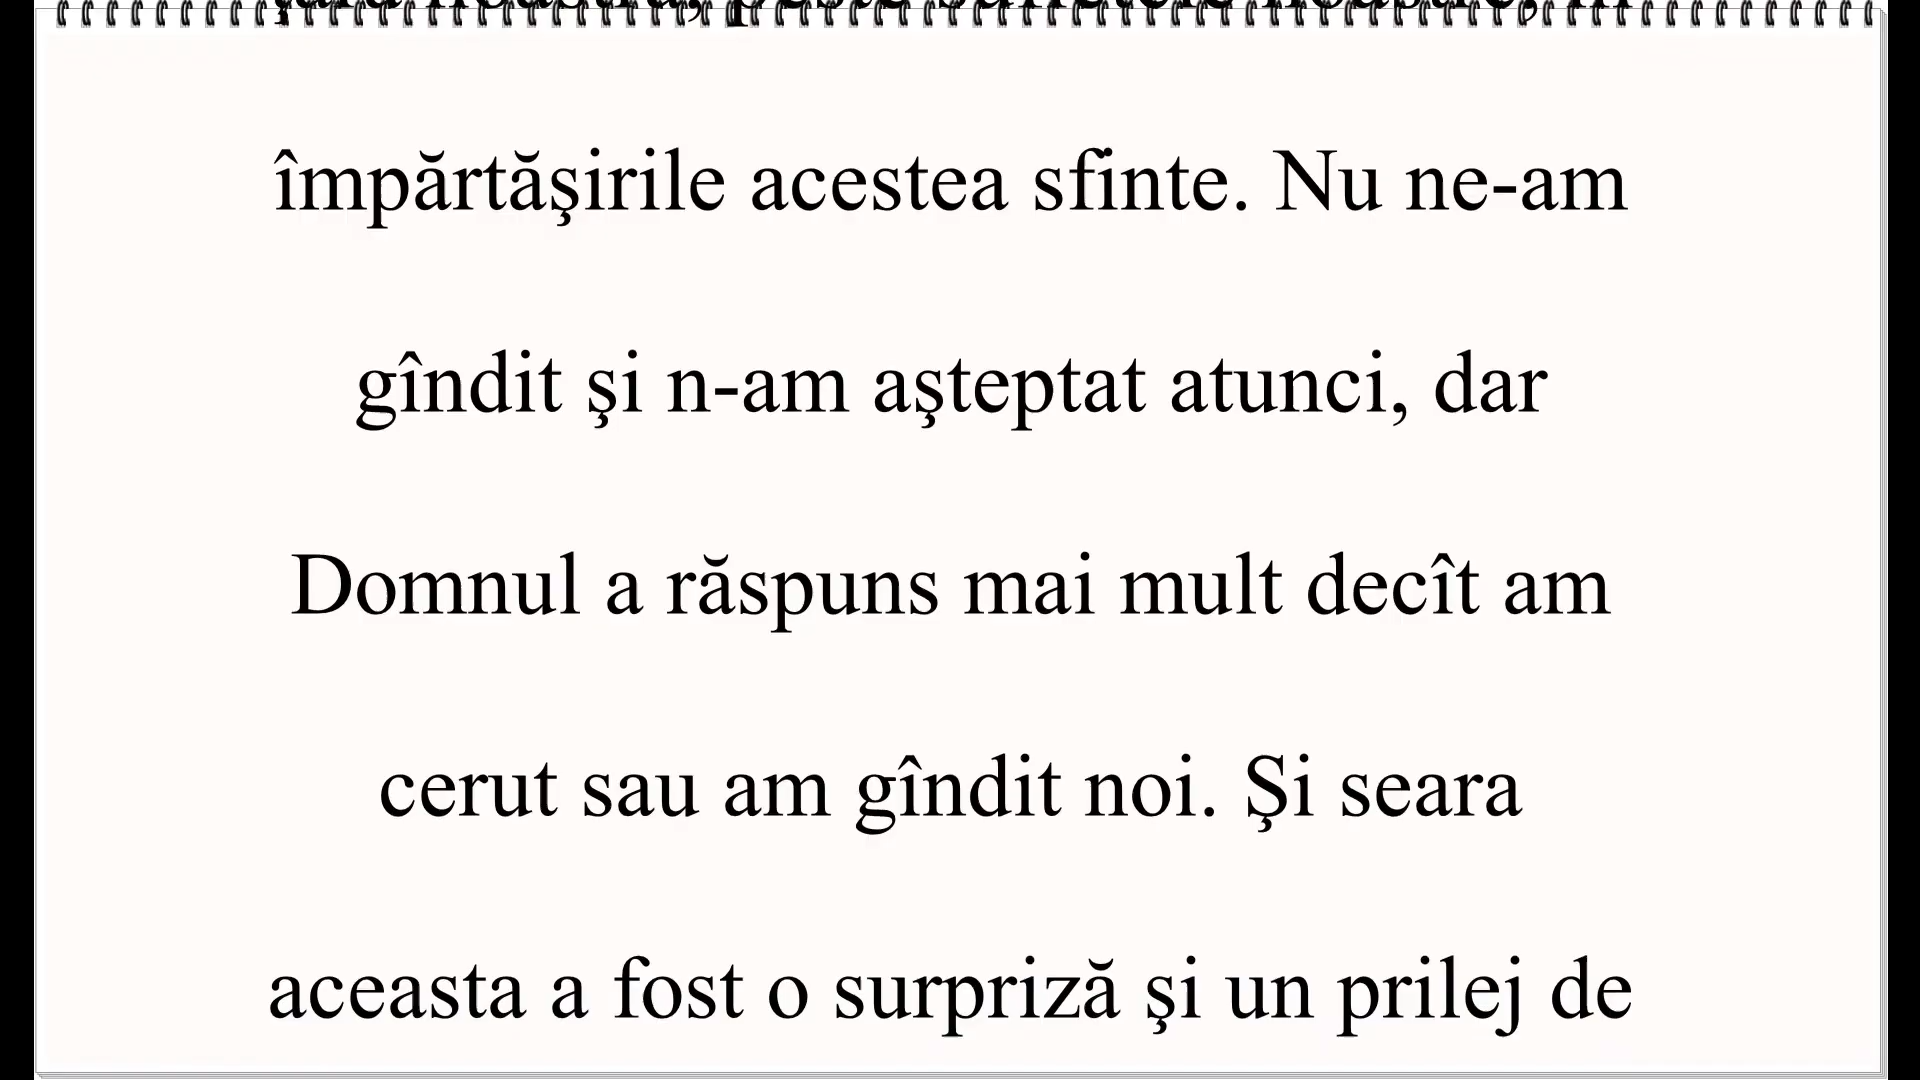 împărtăşirile acestea sfinte. Nu ne-am
gîndit şi n-am aşteptat atunci, dar
Domnul a răspuns mai mult decît am
cerut sau am gîndit noi. Şi seara
aceasta a fost o surpriză şi un prilej de